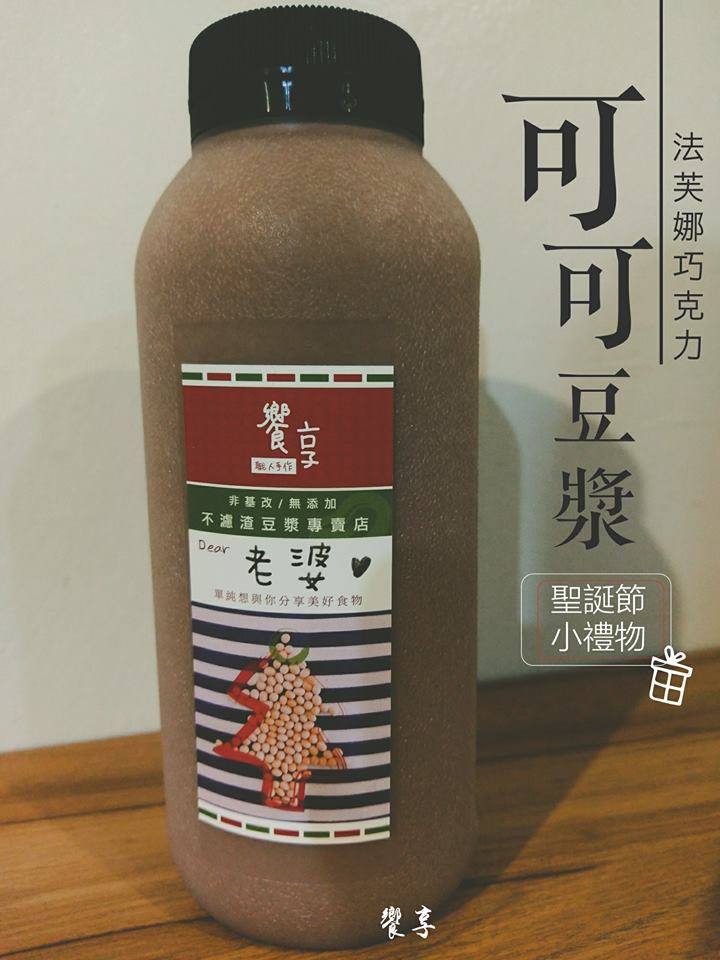 法芙娜巧克力
可可豆漿
聖誕節
小禮物
饗享
職人手作
非基改/無添加
不濾渣豆漿專賣店
Dear 老婆♥
單純想與你分享美好食物
饗享